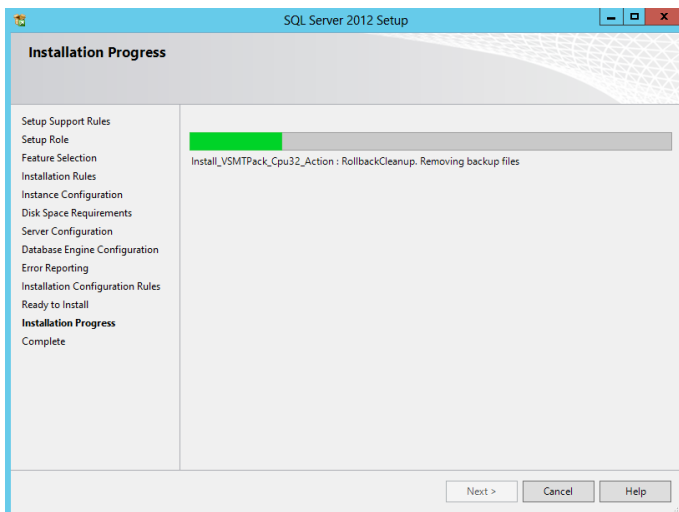 SQL Server 2012 Setup
Installation Progress
Setup Support Rules
Setup Role
Feature Selection
Installation Rules
Instance Configuration
Disk Space Requirements
Server Configuration
Database Engine Configuration
Error Reporting
Installation Configuration Rules
Ready to Install
Installation Progress
Complete
Install_VSMTPack_Cpu32_Action : RollbackCleanup. Removing backup files
Next >
Cancel
Help